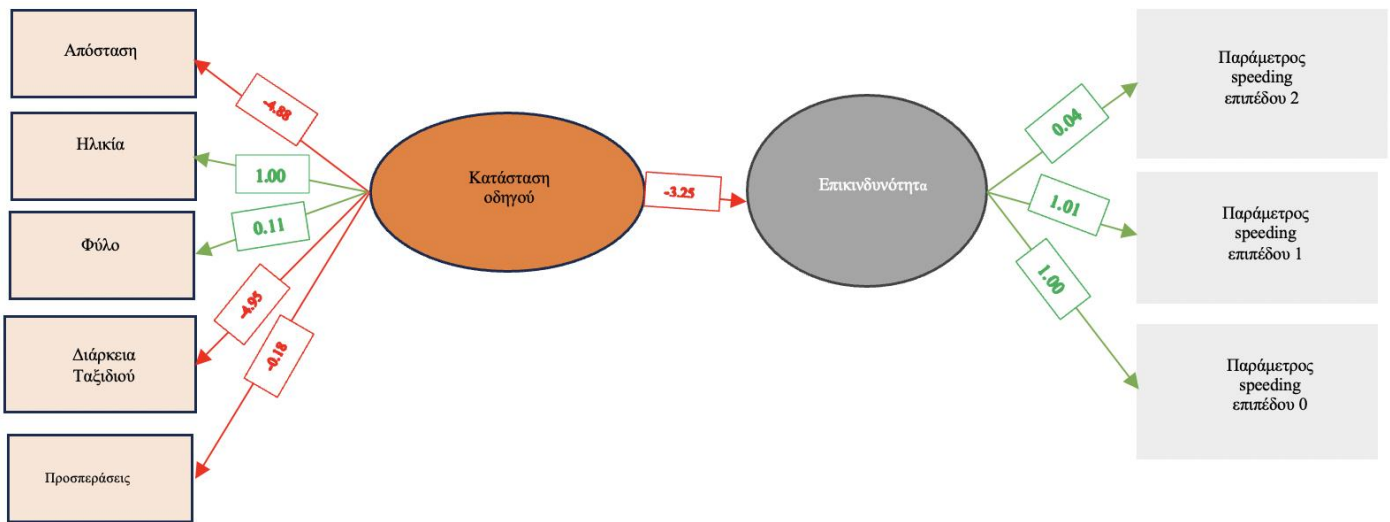 Απόσταση
Ηλικία
Φύλο
Διάρκεια
Ταξιδιού
Προσπεράσεις
-4.88
1.00
0.11
-4.95
-0.18
Κατάσταση
οδηγού
-3.25
Επικινδυνότητα
0.04
1.01
1.00
Παράμετρος
speeding
επιπέδου 2
Παράμετρος
speeding
επιπέδου 1
Παράμετρος
speeding
επιπέδου 0